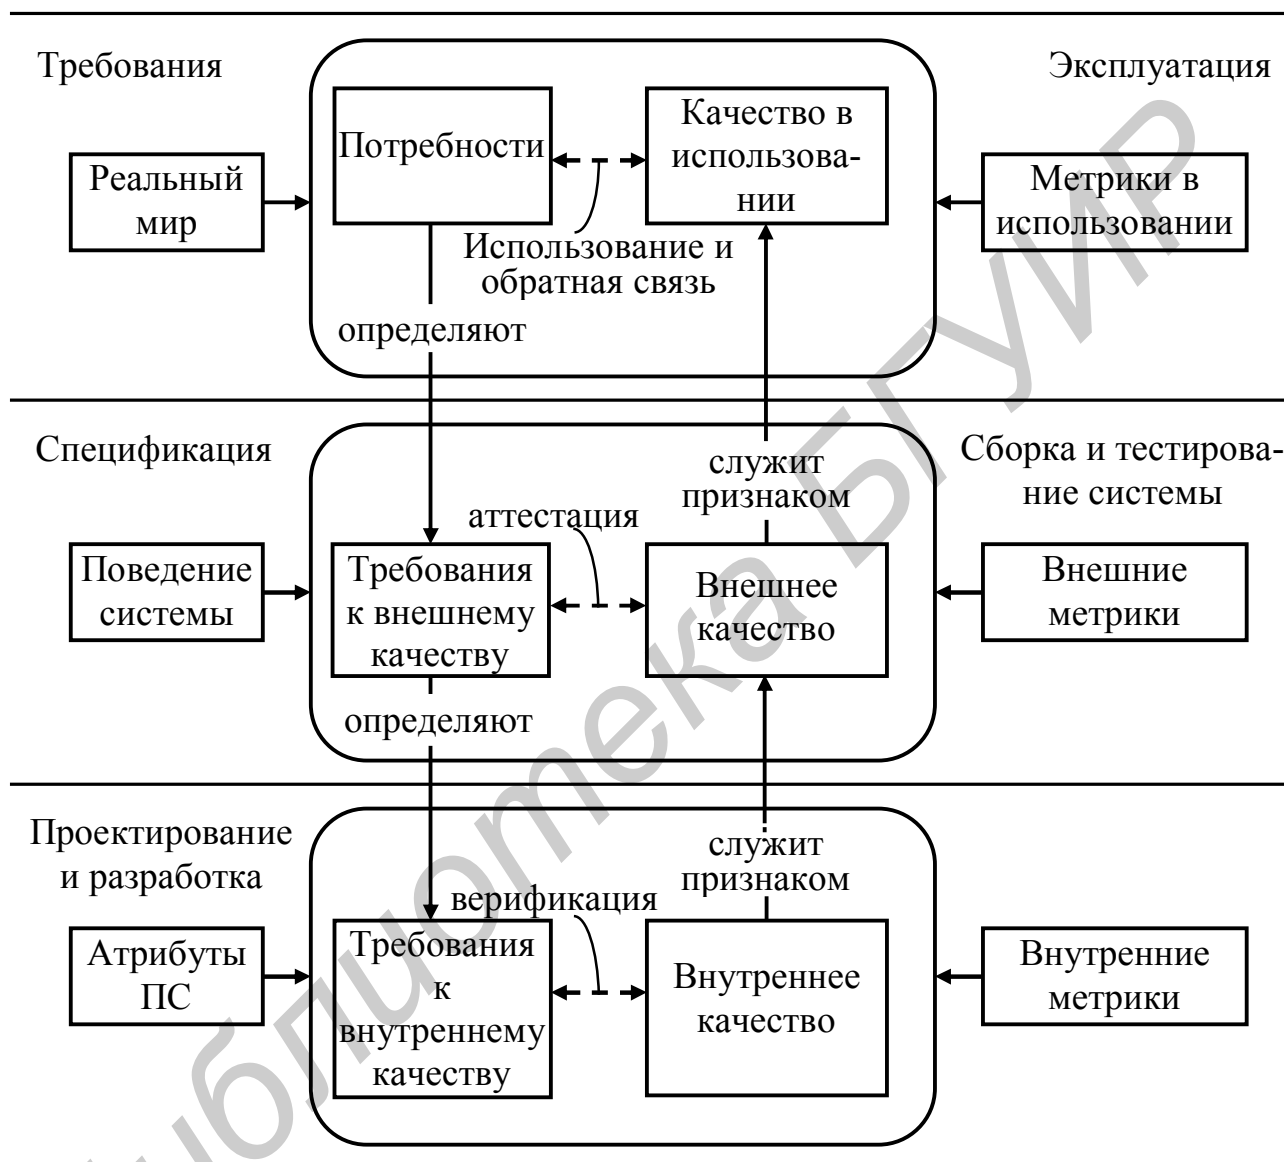 Требования
Эксплуатация
Потребности
Качество в
использова-
нии
Реальный
мир
Метрики в
использовании
Использование и
обратная связь
определяют
Спецификация
Сборка и тестирова-
ние системы
служит
признаком
аттестация
Поведение
системы
Требования
к внешнему
качеству
Внешнее
качество
Внешние
метрики
определяют
Проектирование
и разработка
служит
признаком
верификация
Атрибуты
ПС
Требования
к
внутреннему
качеству
Внутреннее
качество
Внутренние
метрики
блиотека БГУИР